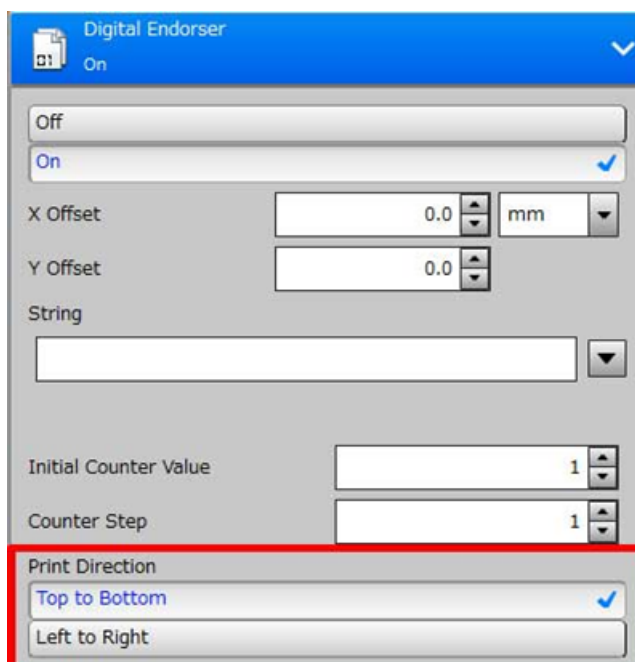 Digital Endorser
01 On
Off
On
X Offset 0.0 mm
Y Offset 0.0
String
Initial Counter Value 1
Counter Step 1
Print Direction
Top to Bottom
Left to Right